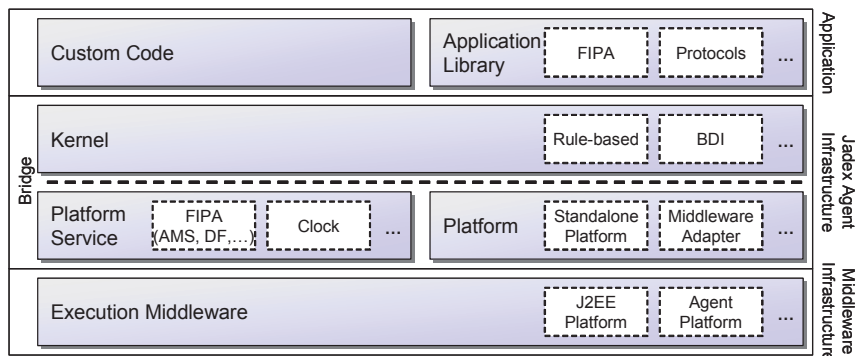 Custom Code
Application
Library
FIPA
Protocols
...
Application
Kernel
Rule-based
BDI
...
Bridge
Platform
Service
FIPA
(AMS, DF,...)
Clock
...
Platform
Standalone
Platform
Middleware
Adapter
...
Jadex Agent
Infrastructure
Execution Middleware
J2EE
Platform
Agent
Platform
...
Middleware
Infrastructure